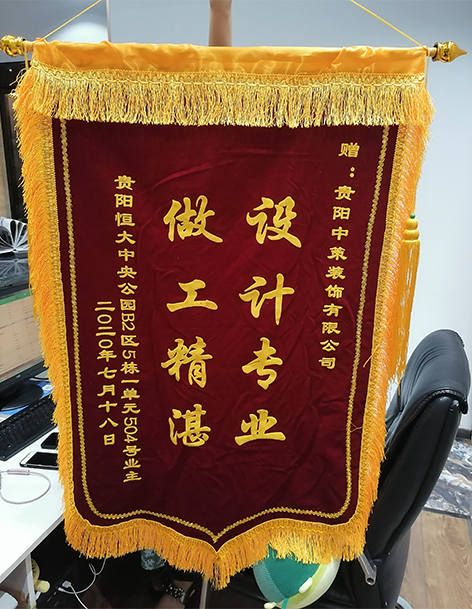 赠：贵阳中策装饰有限公司
设计专业
做工精湛
贵阳恒大中央公园B2区5栋一单元504号业主
二〇二〇年七月十八日